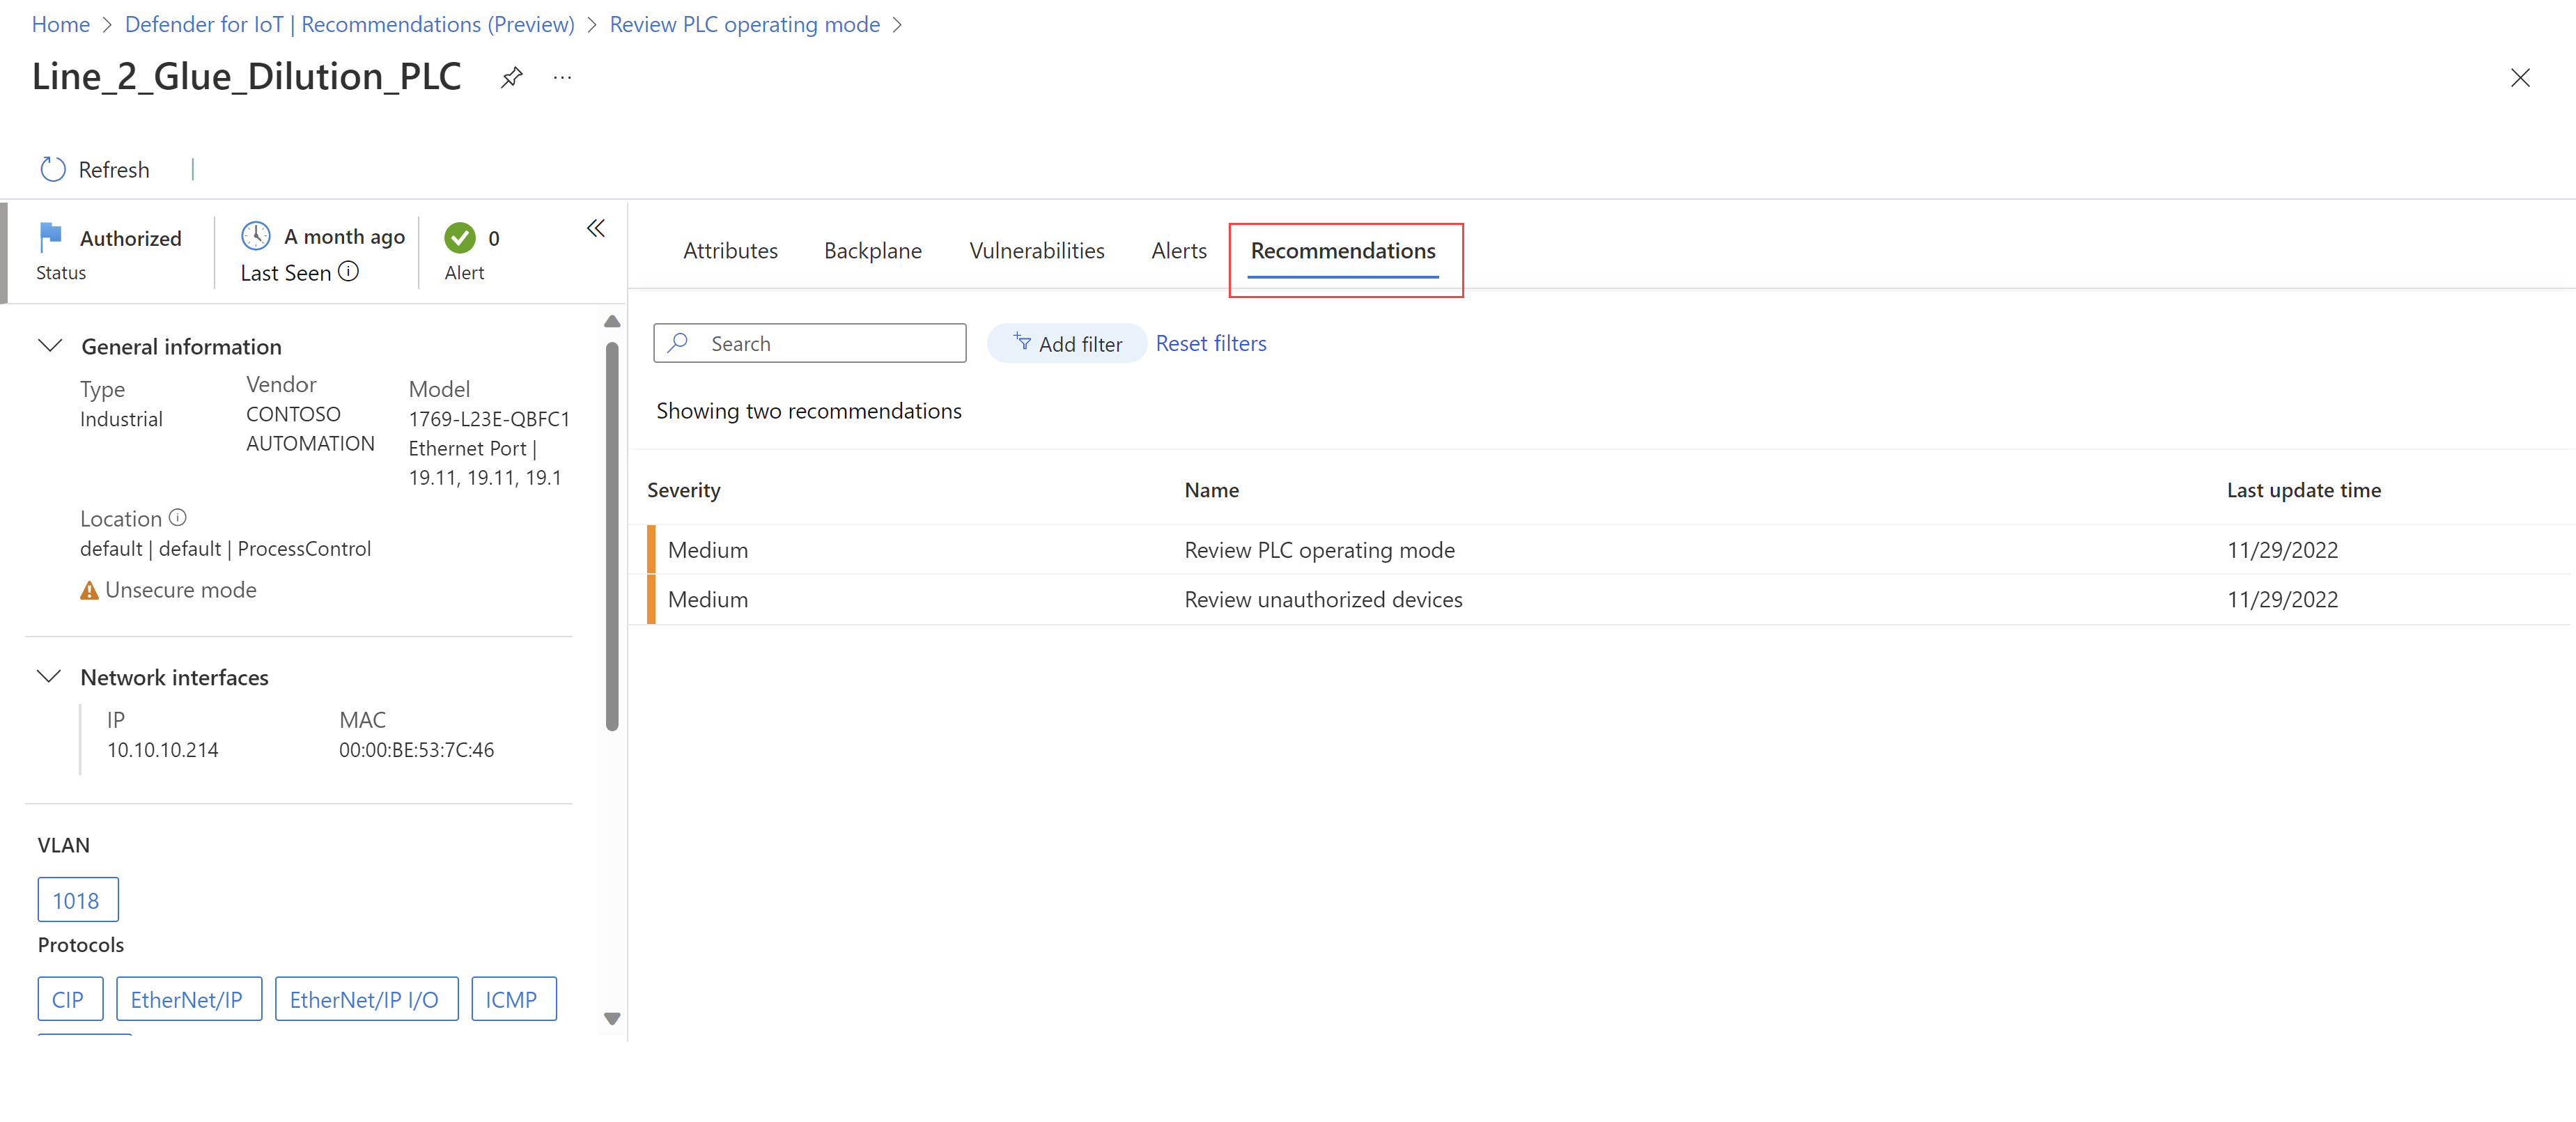 Home > Defender for IoT | Recommendations (Preview) > Review PLC operating mode >
Line_2_Glue_Dilution_PLC ...
Refresh |
Authorized
Status
A month ago
Last Seen
0
Alert
General information
Type
Industrial
Vendor
CONTOSO
AUTOMATION
Model
1769-L23E-QBFC1
Ethernet Port |
19.11, 19.11, 19.1
Location
default | default | ProcessControl
Unsecure mode
Network interfaces
IP
10.10.10.214
MAC
00:00:BE:53:7C:46
VLAN
1018
Protocols
CIP EtherNet/IP EtherNet/IP I/O ICMP
Attributes Backplane Vulnerabilities Alerts Recommendations
Search Add filter Reset filters
Showing two recommendations
Severity Name Last update time
Medium Review PLC operating mode 11/29/2022
Medium Review unauthorized devices 11/29/2022